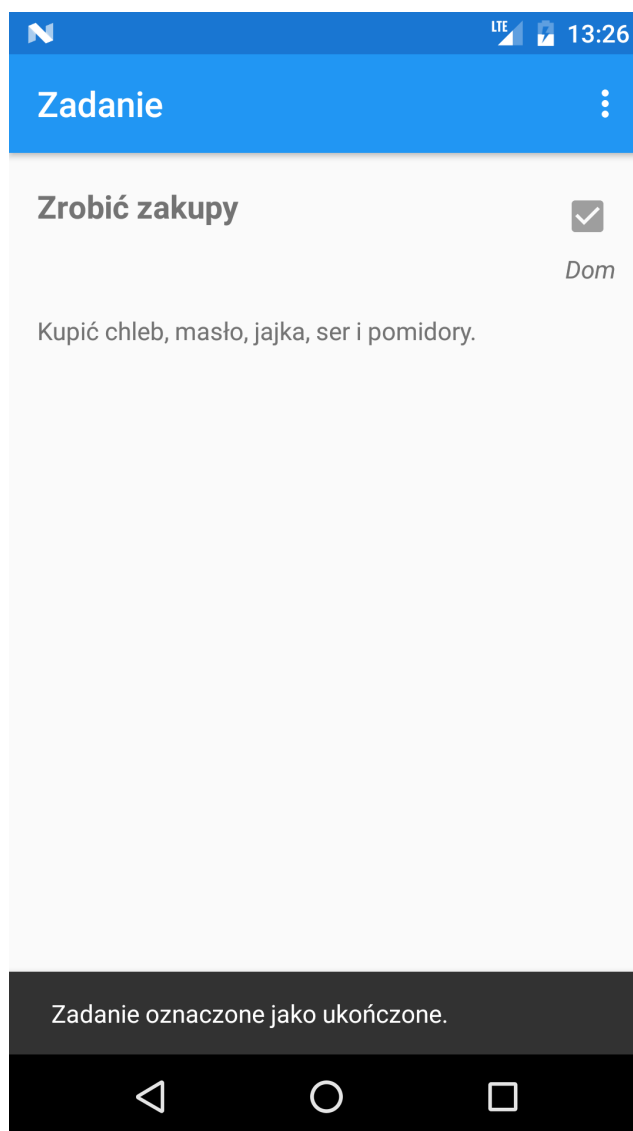 LTE 13:26
Zadanie
Zrobić zakupy
Dom
Kupić chleb, masło, jajka, ser i pomidory.
Zadanie oznaczone jako ukończone.